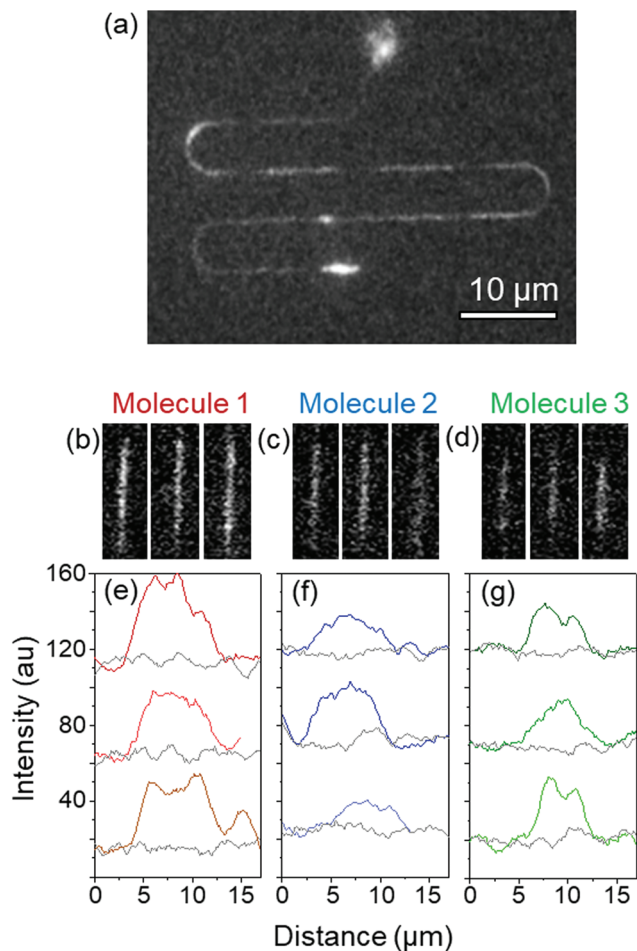 (a)
10 μm
Molecule 1 Molecule 2 Molecule 3
(b) (c) (d)
160 (e) (f) (g)
120
80
40
Intensity (au)
0 5 10 15 0 5 10 15 0 5 10 15
Distance (μm)